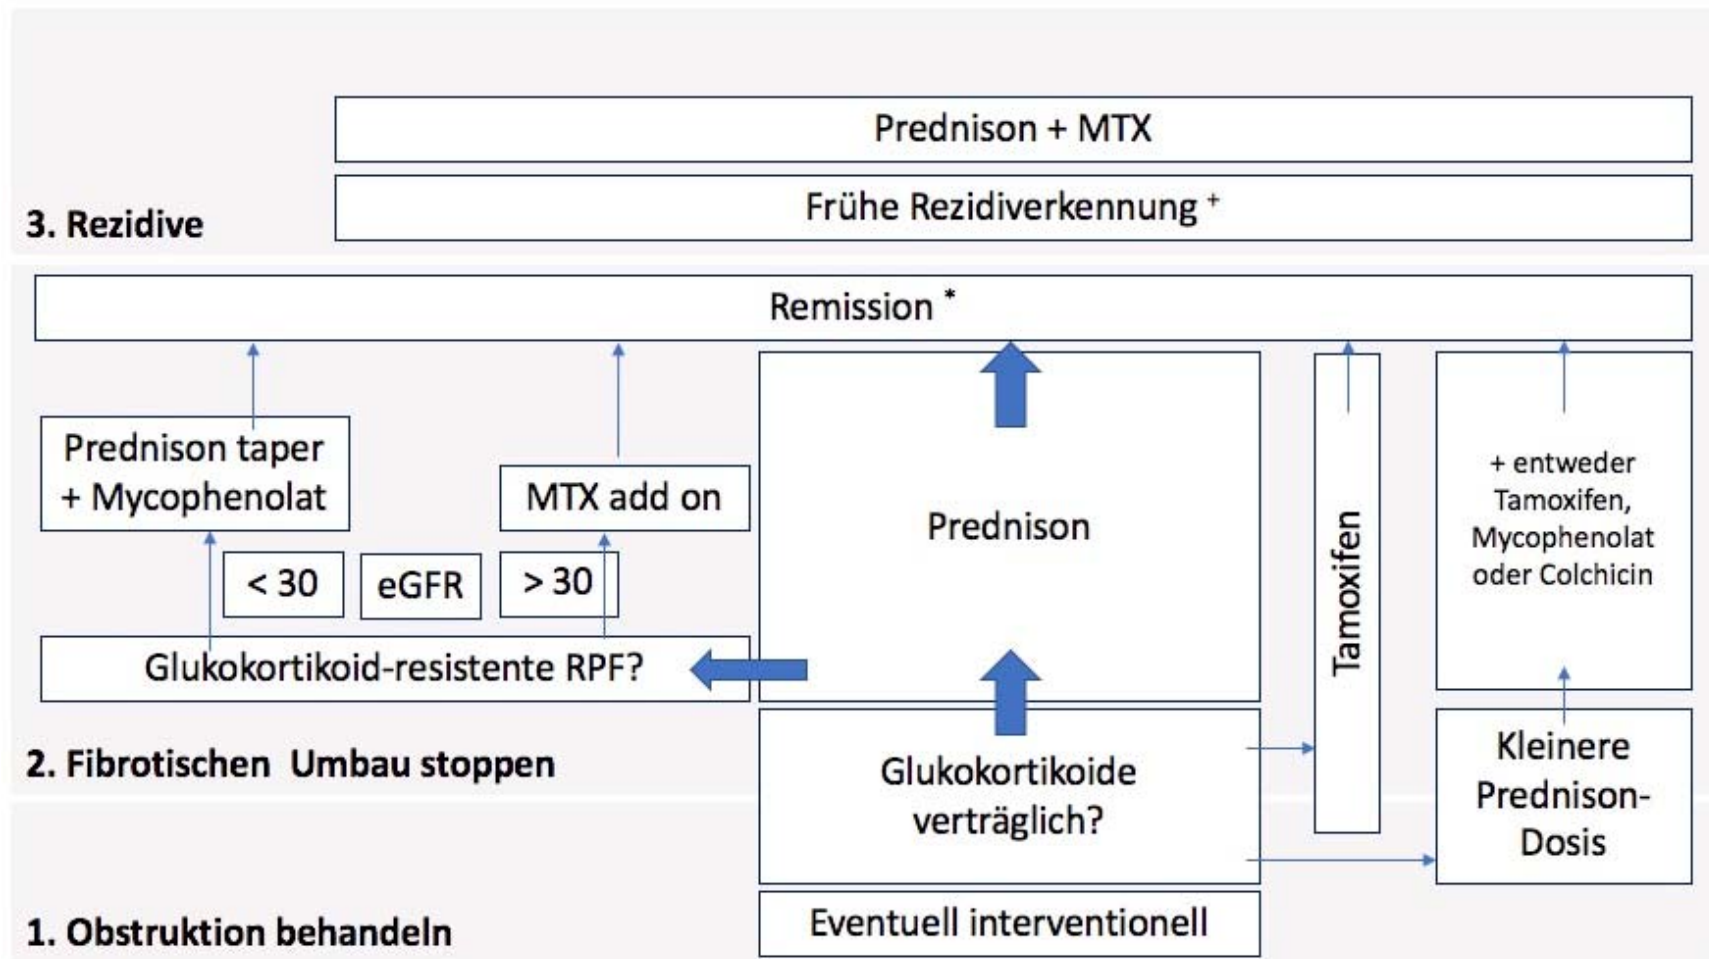 Prednison + MTX
Frühe Rezidiverkennung +
3. Rezidive
Remission *
Prednison taper
+ Mycophenolat
MTX add on
Prednison
Tamoxifen
+ entweder
Tamoxifen,
Mycophenolat
oder Colchicin
< 30
eGFR
> 30
Glukokortikoid-resistente RPF?
2. Fibrotischen Umbau stoppen
Glukokortikoide
verträglich?
Kleinere
Prednison-
Dosis
Eventuell interventionell
1. Obstruktion behandeln